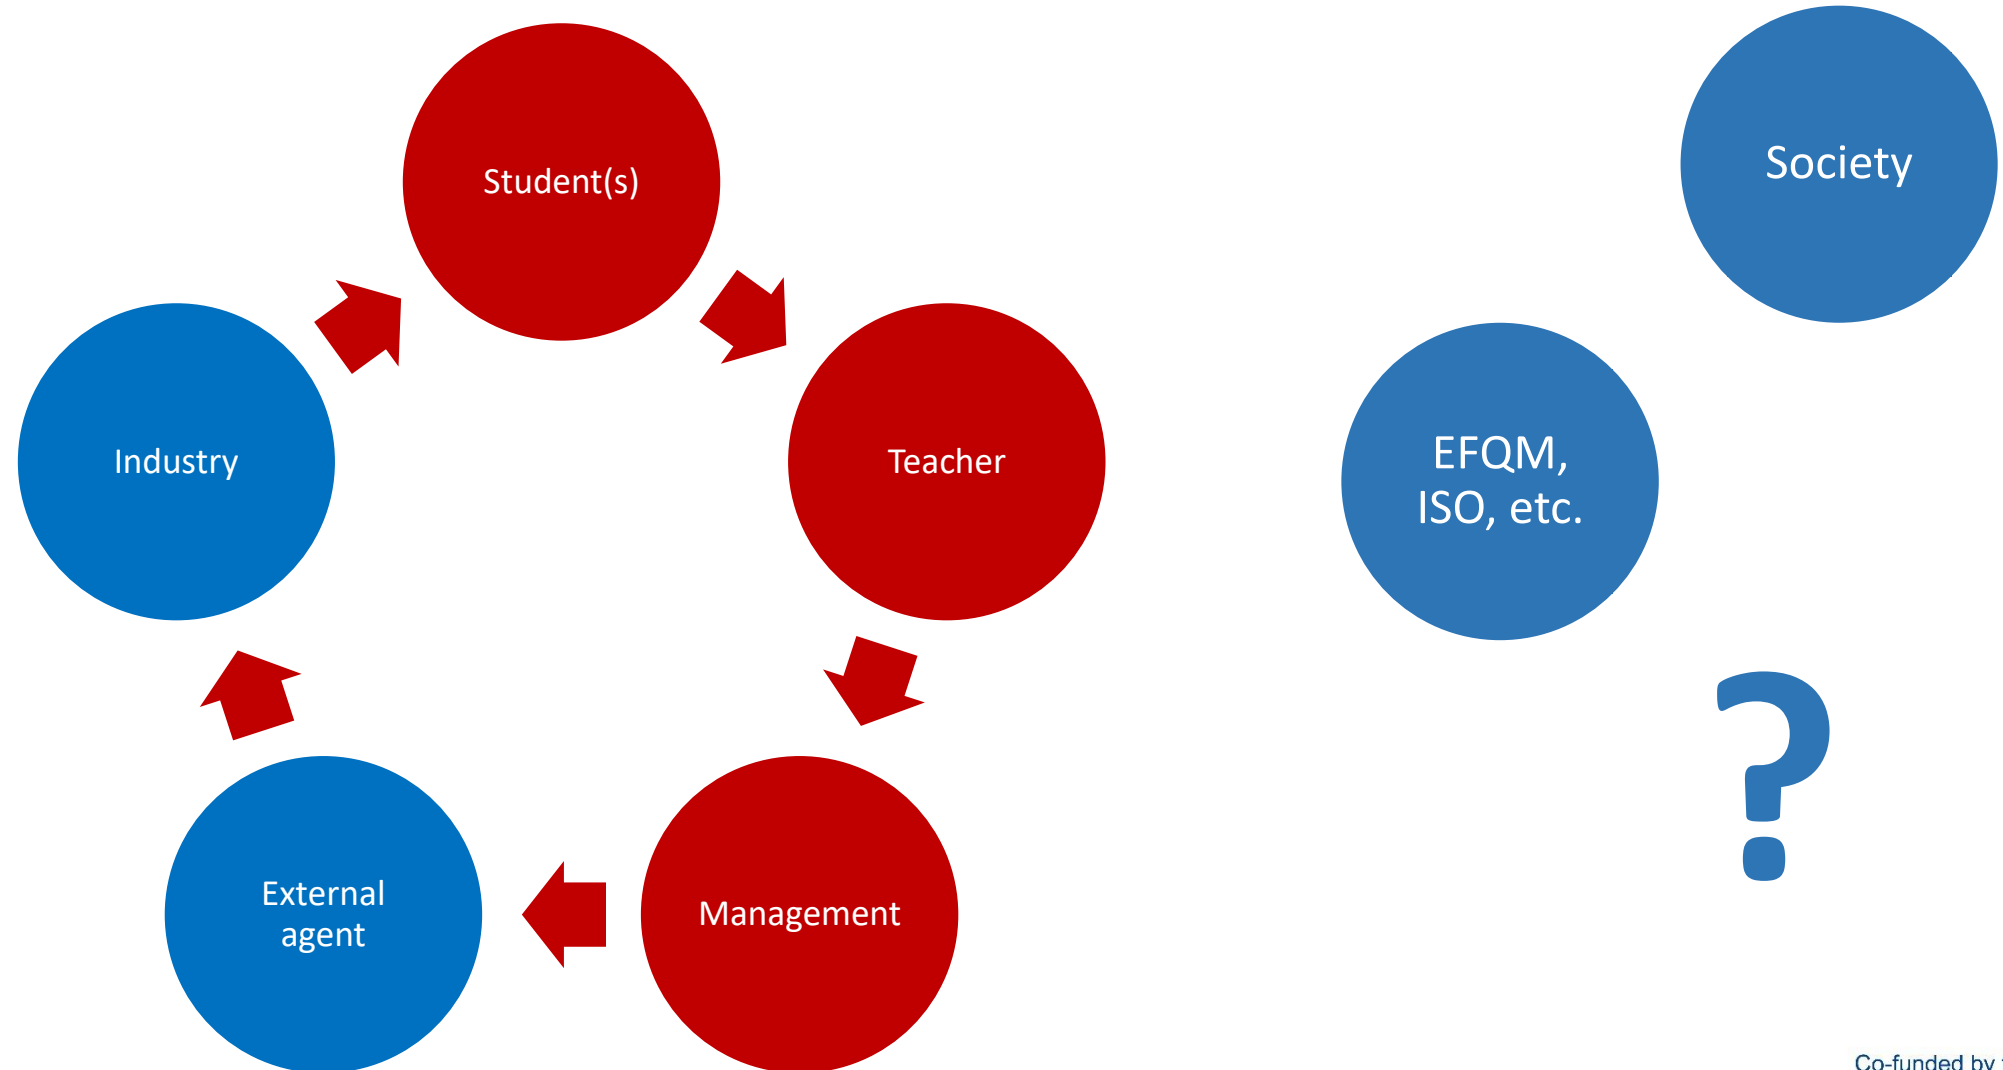 Student(s)
Society
Industry
Teacher
EFQM,
ISO, etc.
?
External
agent
Management
Co-funded by